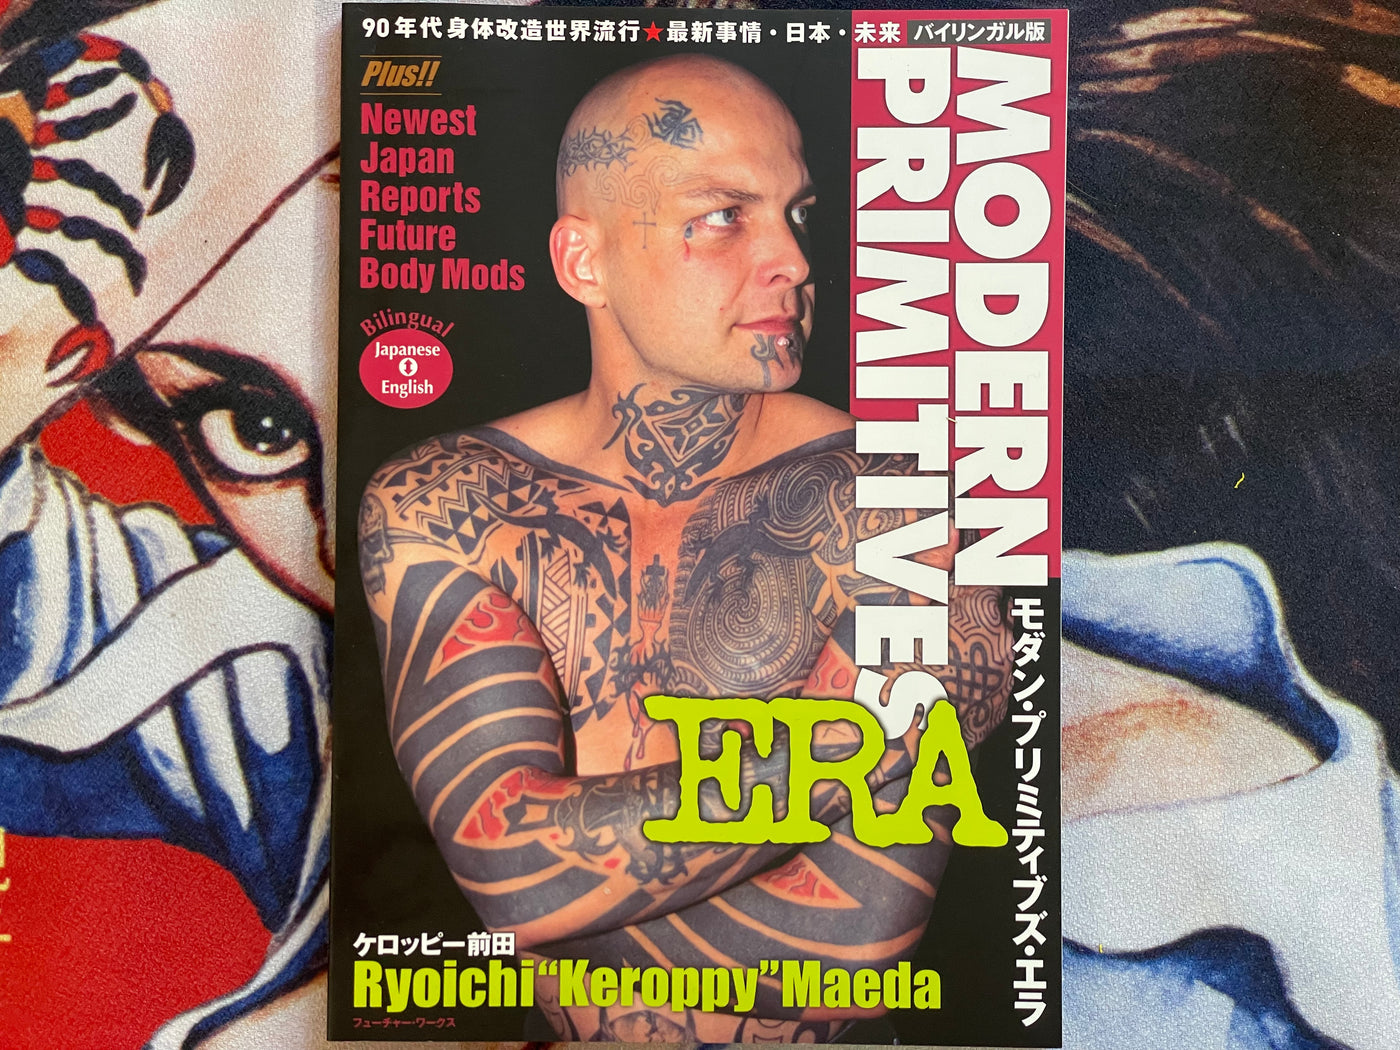 90年代身体改造世界流行★最新事情・日本・未来 バイリンガル版
Plus!!
Newest
Japan
Reports
Future
Body Mods
Bilingual
Japanese
English
MODERN
PRIMITIVES
ERA
モダン・プリミティブズ・エラ
ケロッピー前田
Ryoichi“Keroppy”Maeda
フューチャー・ワークス